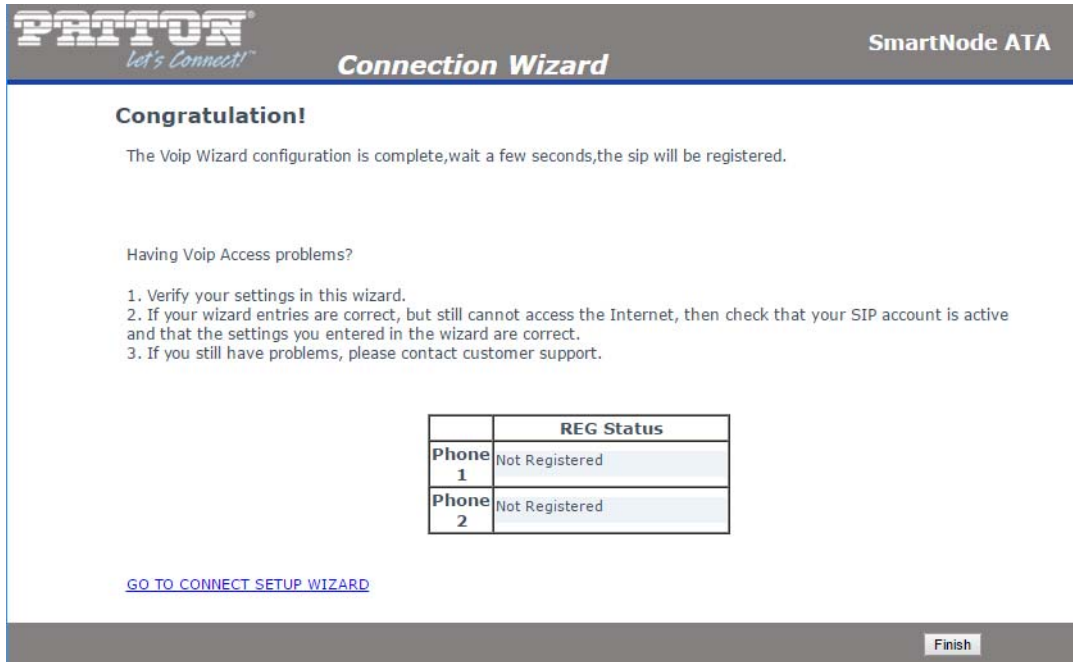 PATTON®
Let's Connect!™
Connection Wizard
SmartNode ATA
Congratulation!
The Voip Wizard configuration is complete,wait a few seconds,the sip will be registered.
Having Voip Access problems?
1. Verify your settings in this wizard.
2. If your wizard entries are correct, but still cannot access the Internet, then check that your SIP account is active
and that the settings you entered in the wizard are correct.
3. If you still have problems, please contact customer support.
REG Status
Phone
1
Not Registered
Phone
2
Not Registered
GO TO CONNECT SETUP WIZARD
Finish